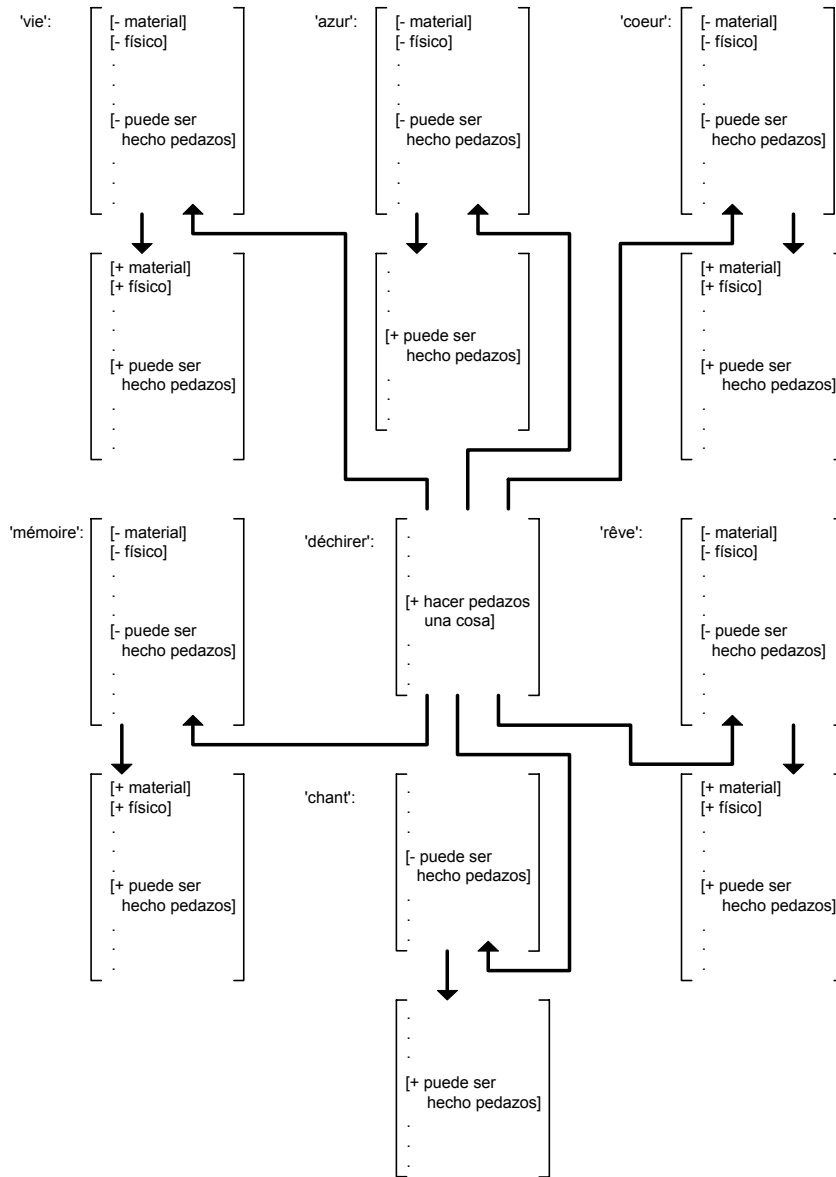 'vie':
[- material]
[- físico]
.
.
.
[- puede ser
hecho pedazos]
.
.
.
[+ material]
[+ físico]
.
.
.
[+ puede ser
hecho pedazos]
.
.
.
'azur':
[- material]
[- físico]
.
.
.
[- puede ser
hecho pedazos]
.
.
.
.
.
.
[+ puede ser
hecho pedazos]
.
.
.
'coeur':
[- material]
[- físico]
.
.
.
[- puede ser
hecho pedazos]
.
.
.
[+ material]
[+ físico]
.
.
.
[+ puede ser
hecho pedazos]
.
.
.
'mémoire':
[- material]
[- físico]
.
.
.
[- puede ser
hecho pedazos]
.
.
.
[+ material]
[+ físico]
.
.
.
[+ puede ser
hecho pedazos]
.
.
.
'déchirer':
.
.
.
[+ hacer pedazos
una cosa]
.
.
.
'rêve':
[- material]
[- físico]
.
.
.
[- puede ser
hecho pedazos]
.
.
.
[+ material]
[+ físico]
.
.
.
[+ puede ser
hecho pedazos]
.
.
.
'chant':
.
.
.
[- puede ser
hecho pedazos]
.
.
.
.
.
.
[+ puede ser
hecho pedazos]
.
.
.